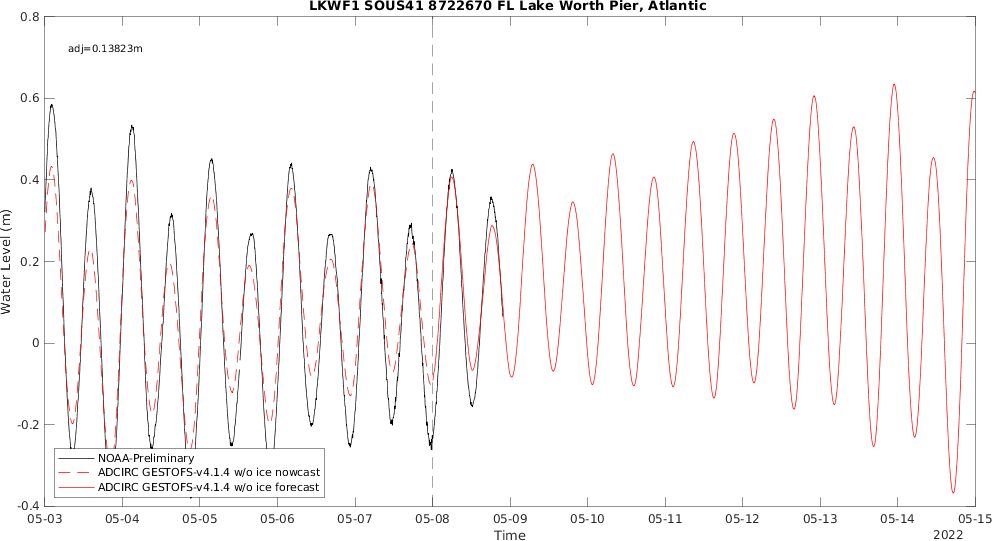 LKWF1 SOUS41 8722670 FL Lake Worth Pier, Atlantic
adj=0.13823m
0.8
0.6
0.4
0.2
0
-0.2
-0.4
Water Level (m)
NOAA-Preliminary
ADCIRC GESTOFS-v4.1.4 w/o ice nowcast
ADCIRC GESTOFS-v4.1.4 w/o ice forecast
05-03 05-04 05-05 05-06 05-07 05-08 05-09 05-10 05-11 05-12 05-13 05-14 05-15
Time
2022